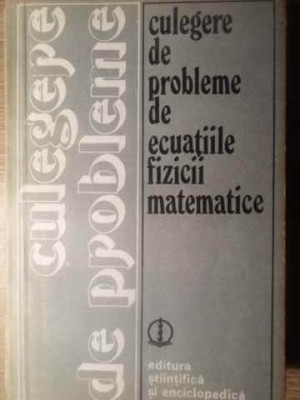 culegere
de probleme
culegere
de
probleme
de
ecuațiile
fizicii
matematice
editura
științifică
și enciclopedică